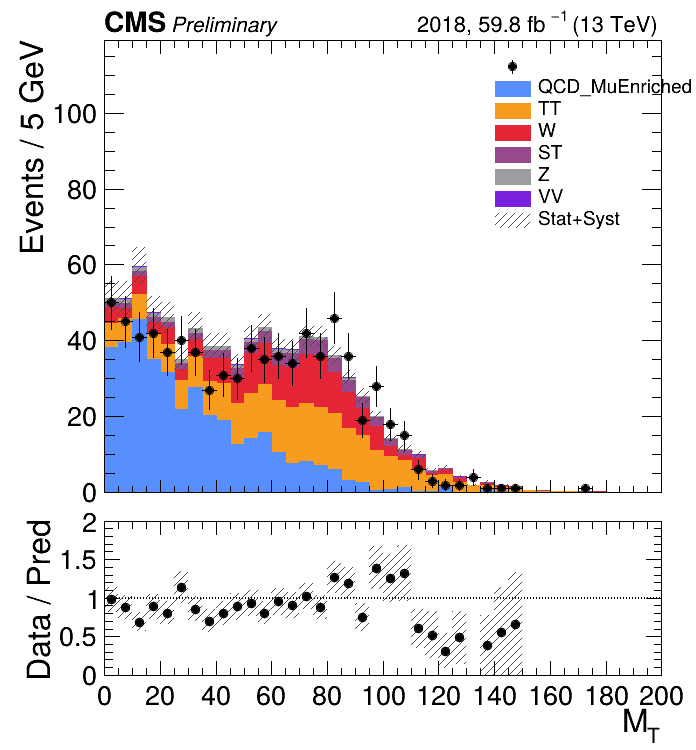 CMS Preliminary 2018, 59.8 fb⁻¹ (13 TeV)
Events / 5 GeV
100
80
60
40
20
0
QCD_MuEnriched
TT
W
ST
Z
VV
Stat+Syst
Data / Pred
2
1.5
1
0.5
0
0 20 40 60 80 100 120 140 160 180 200
M_T